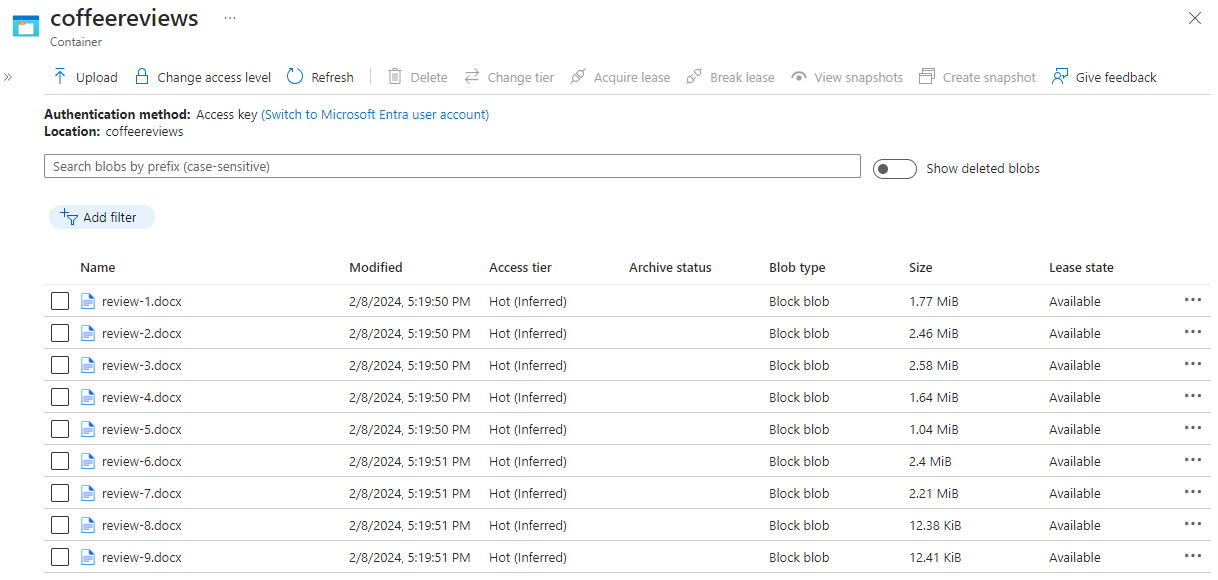 coffeereviews ...
Container
Upload Change access level Refresh Delete Change tier Acquire lease Break lease View snapshots Create snapshot Give feedback
Authentication method: Access key (Switch to Microsoft Entra user account)
Location: coffeereviews
Search blobs by prefix (case-sensitive) Show deleted blobs
Add filter
Name Modified Access tier Archive status Blob type Size Lease state
review-1.docx 2/8/2024, 5:19:50 PM Hot (Inferred) Block blob 1.77 MiB Available
review-2.docx 2/8/2024, 5:19:50 PM Hot (Inferred) Block blob 2.46 MiB Available
review-3.docx 2/8/2024, 5:19:50 PM Hot (Inferred) Block blob 2.58 MiB Available
review-4.docx 2/8/2024, 5:19:50 PM Hot (Inferred) Block blob 1.64 MiB Available
review-5.docx 2/8/2024, 5:19:50 PM Hot (Inferred) Block blob 1.04 MiB Available
review-6.docx 2/8/2024, 5:19:51 PM Hot (Inferred) Block blob 2.4 MiB Available
review-7.docx 2/8/2024, 5:19:51 PM Hot (Inferred) Block blob 2.21 MiB Available
review-8.docx 2/8/2024, 5:19:51 PM Hot (Inferred) Block blob 12.38 KiB Available
review-9.docx 2/8/2024, 5:19:51 PM Hot (Inferred) Block blob 12.41 KiB Available